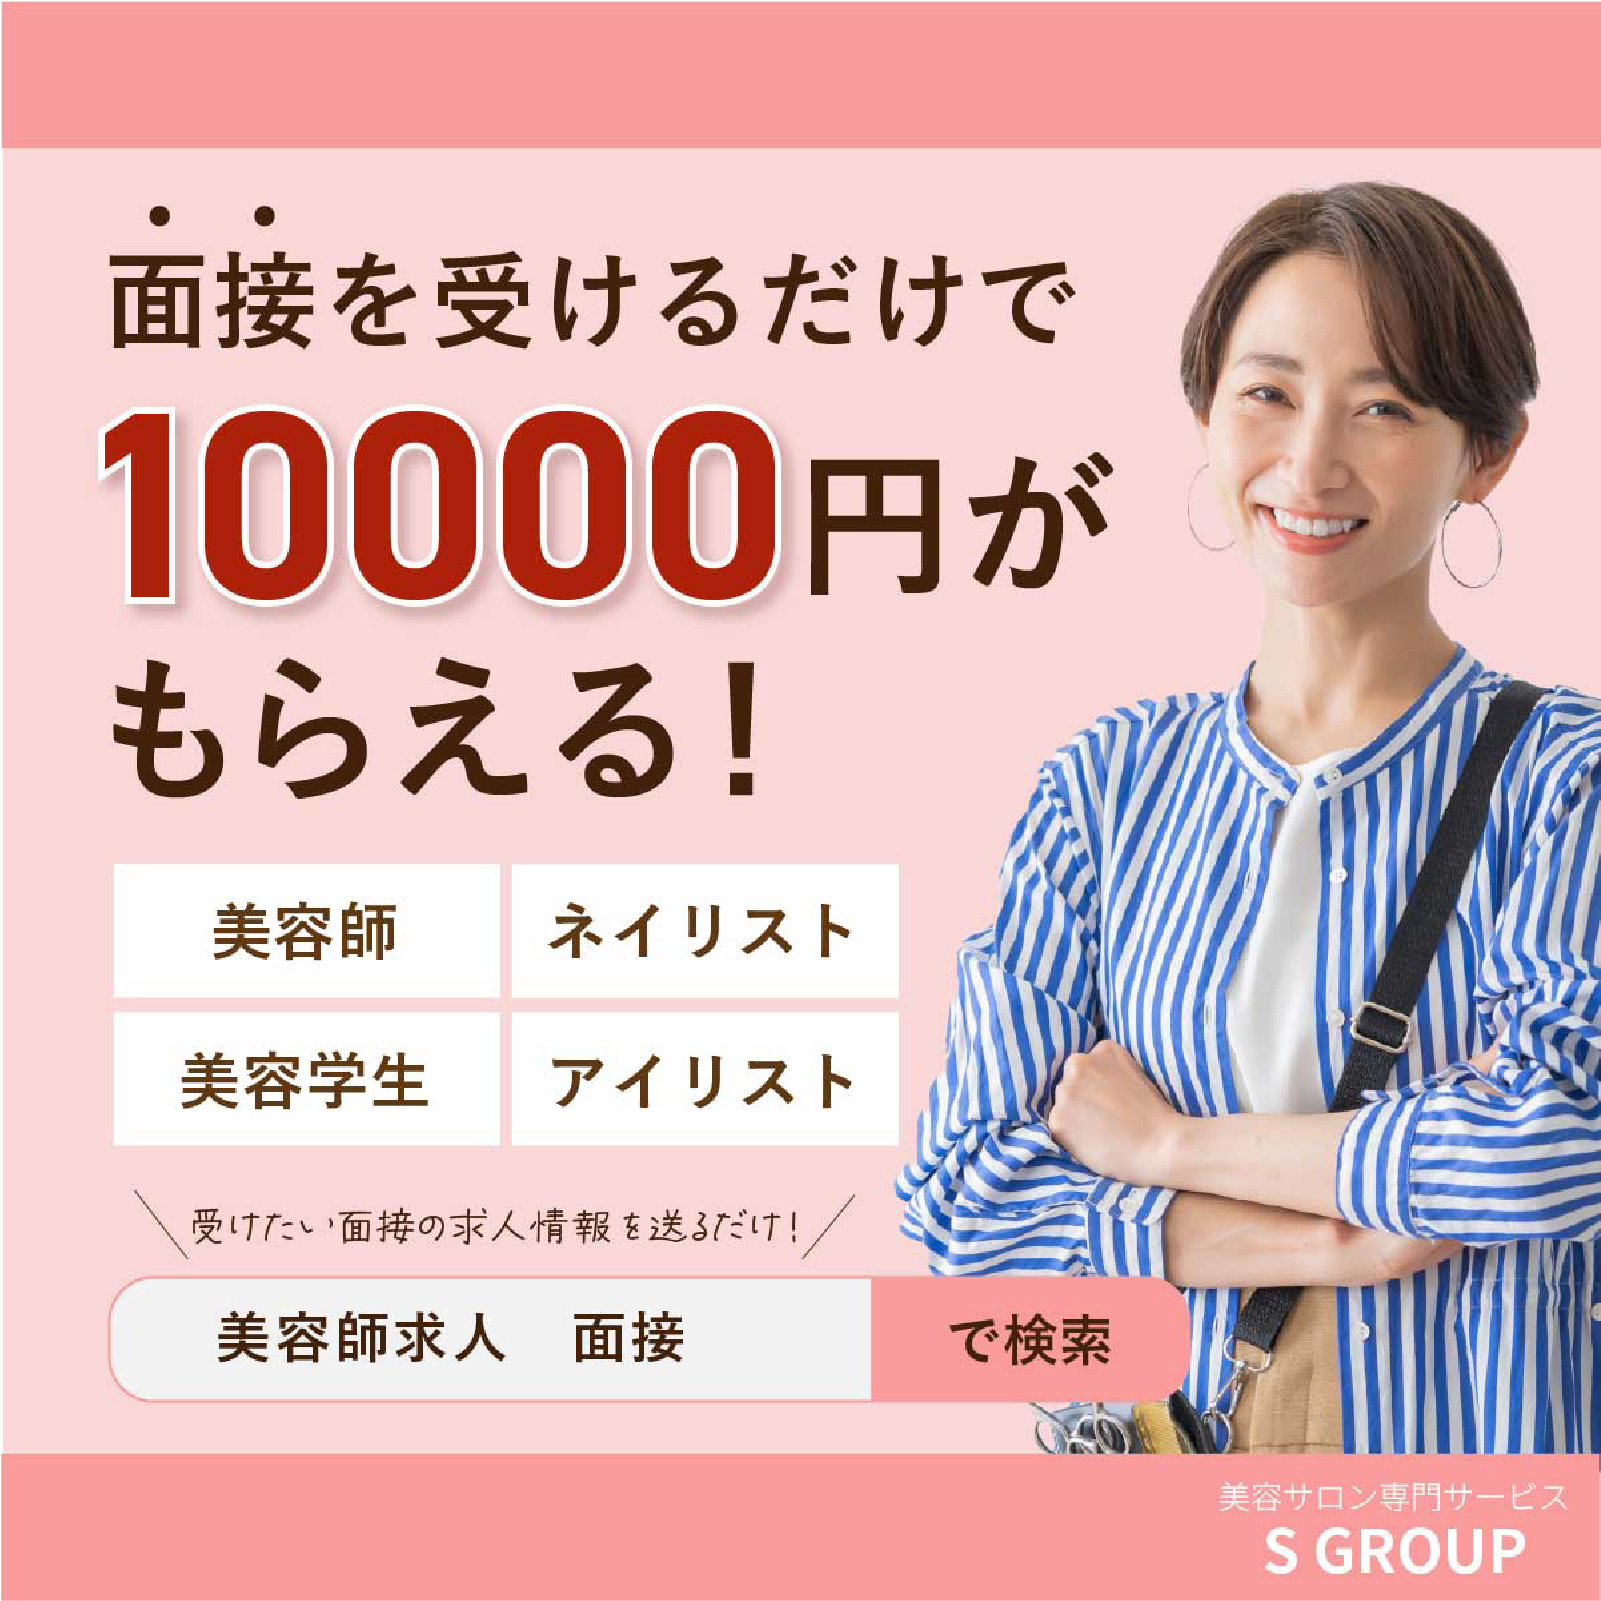 面接を受けるだけで
10000円が
もらえる!
美容師
ネイリスト
美容学生
アイリスト
受けたい面接の求人情報を送るだけ!
美容師求人 面接
で検索
美容サロン専門サービス
S GROUP